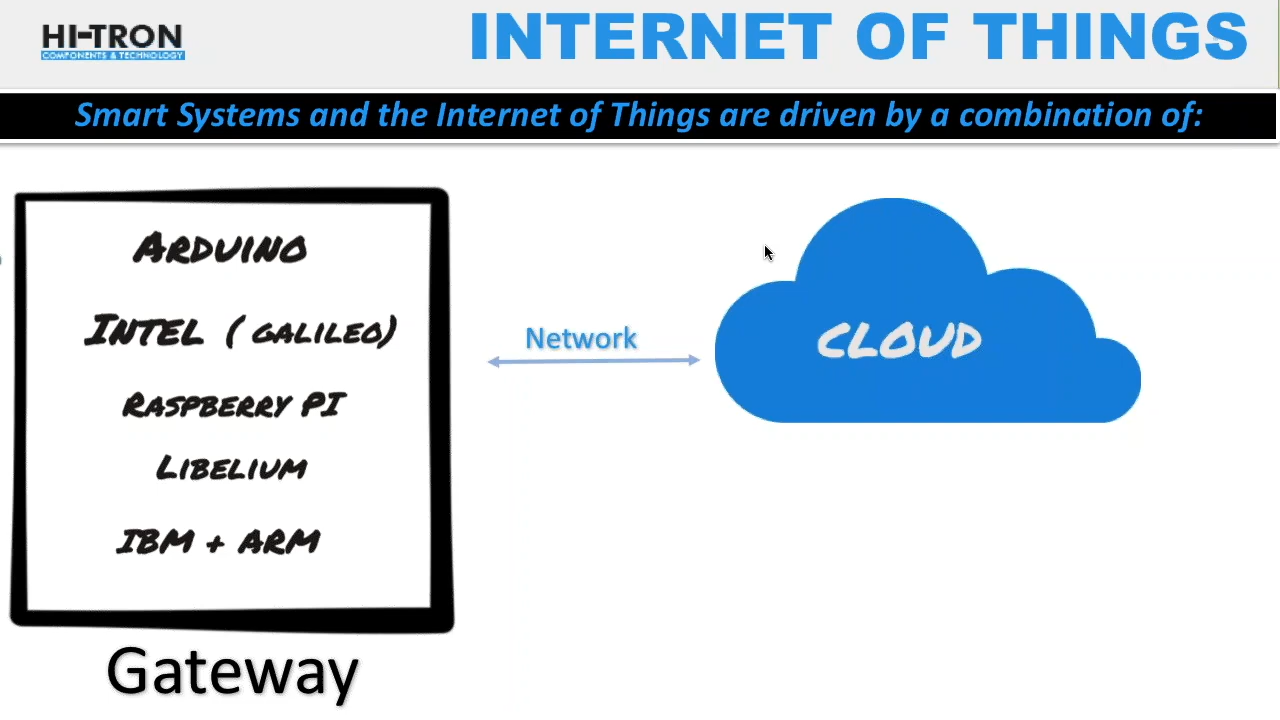 HI-TRON
COMPONENTS & TECHNOLOGY
INTERNET OF THINGS
Smart Systems and the Internet of Things are driven by a combination of:
ARDUINO
INTEL (GALILEO)
RASPBERRY PI
LIBELIUM
IBM + ARM
Gateway
Network
CLOUD